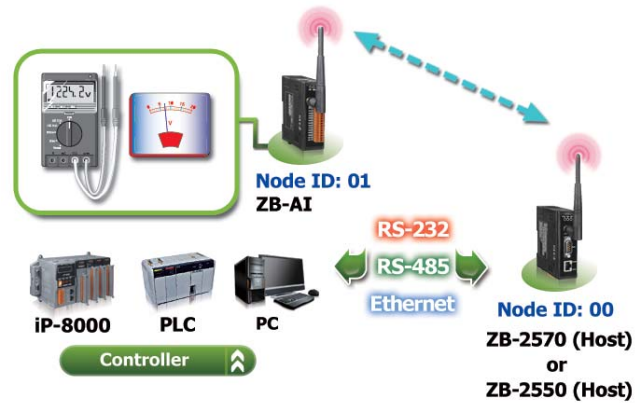 Node ID: 01
ZB-AI
RS-232
RS-485
Ethernet
iP-8000
PLC
PC
Controller
Node ID: 00
ZB-2570 (Host)
or
ZB-2550 (Host)